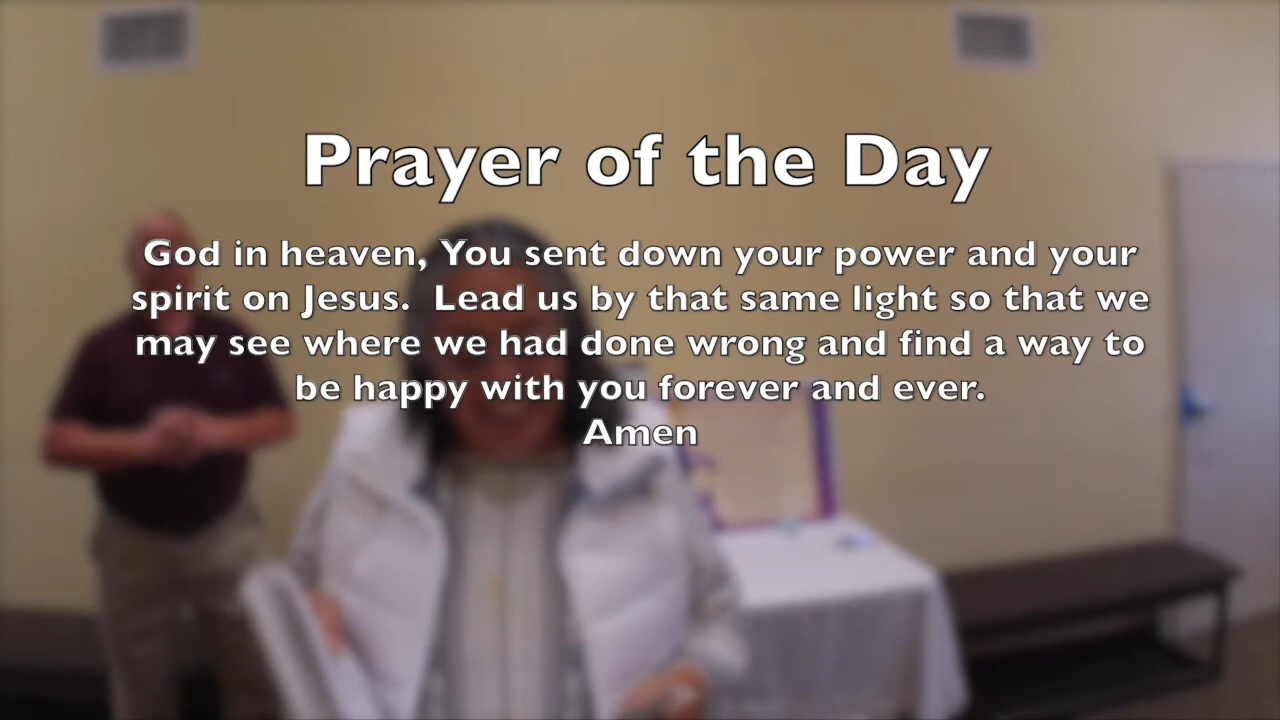 Prayer of the Day
God in heaven, You sent down your power and your
spirit on Jesus.  Lead us by that same light so that we
may see where we had done wrong and find a way to
be happy with you forever and ever.
Amen